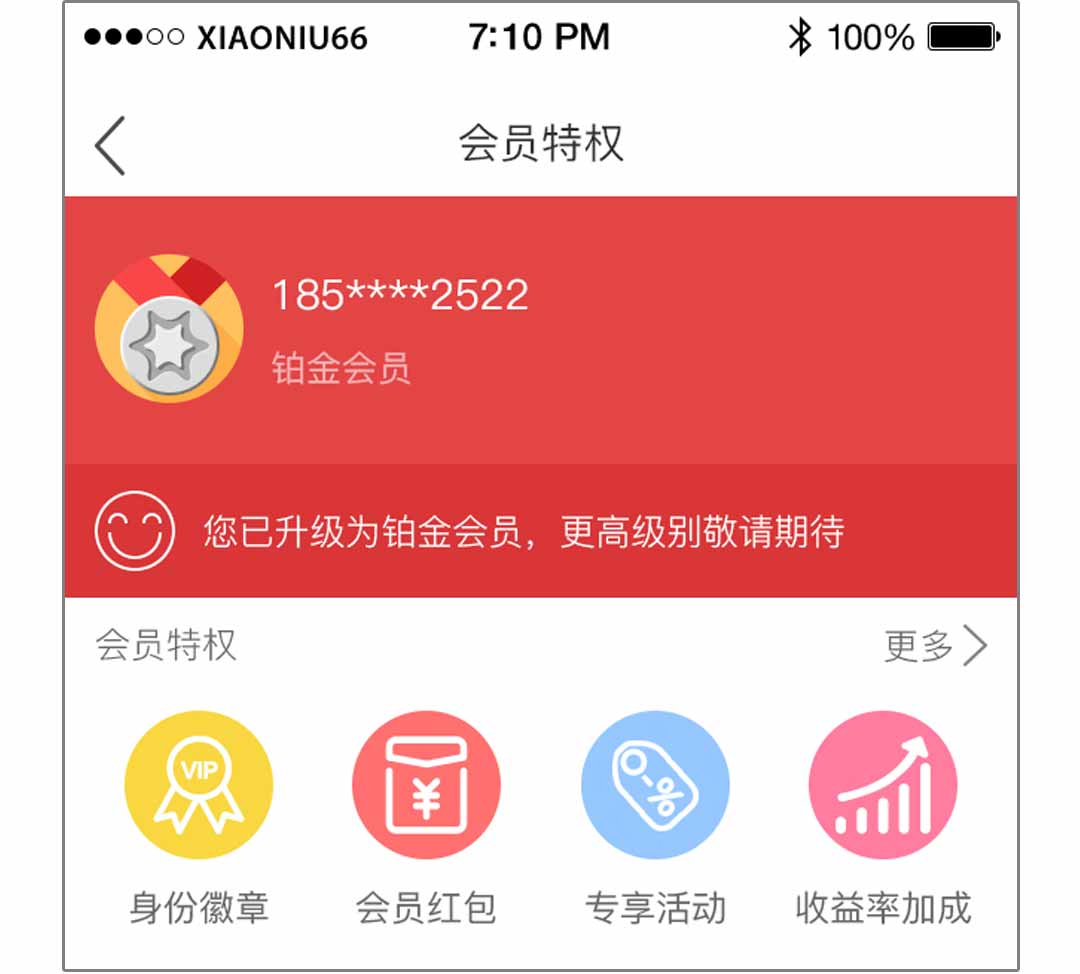 XIAONIU66 7:10 PM 100%
会员特权
185****2522
铂金会员
您已升级为铂金会员，更高级别敬请期待
会员特权 更多
VIP ¥ %
身份徽章 会员红包 专享活动 收益率加成